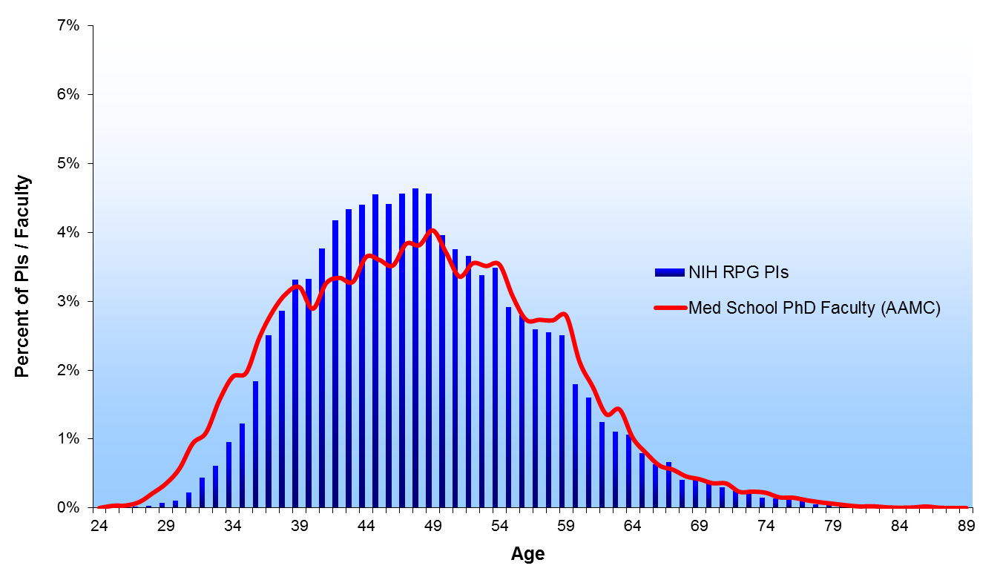 7%
6%
5%
4%
3%
2%
1%
0%
Percent of PIs / Faculty
NIH RPG PIs
Med School PhD Faculty (AAMC)
24 29 34 39 44 49 54 59 64 69 74 79 84 89
Age